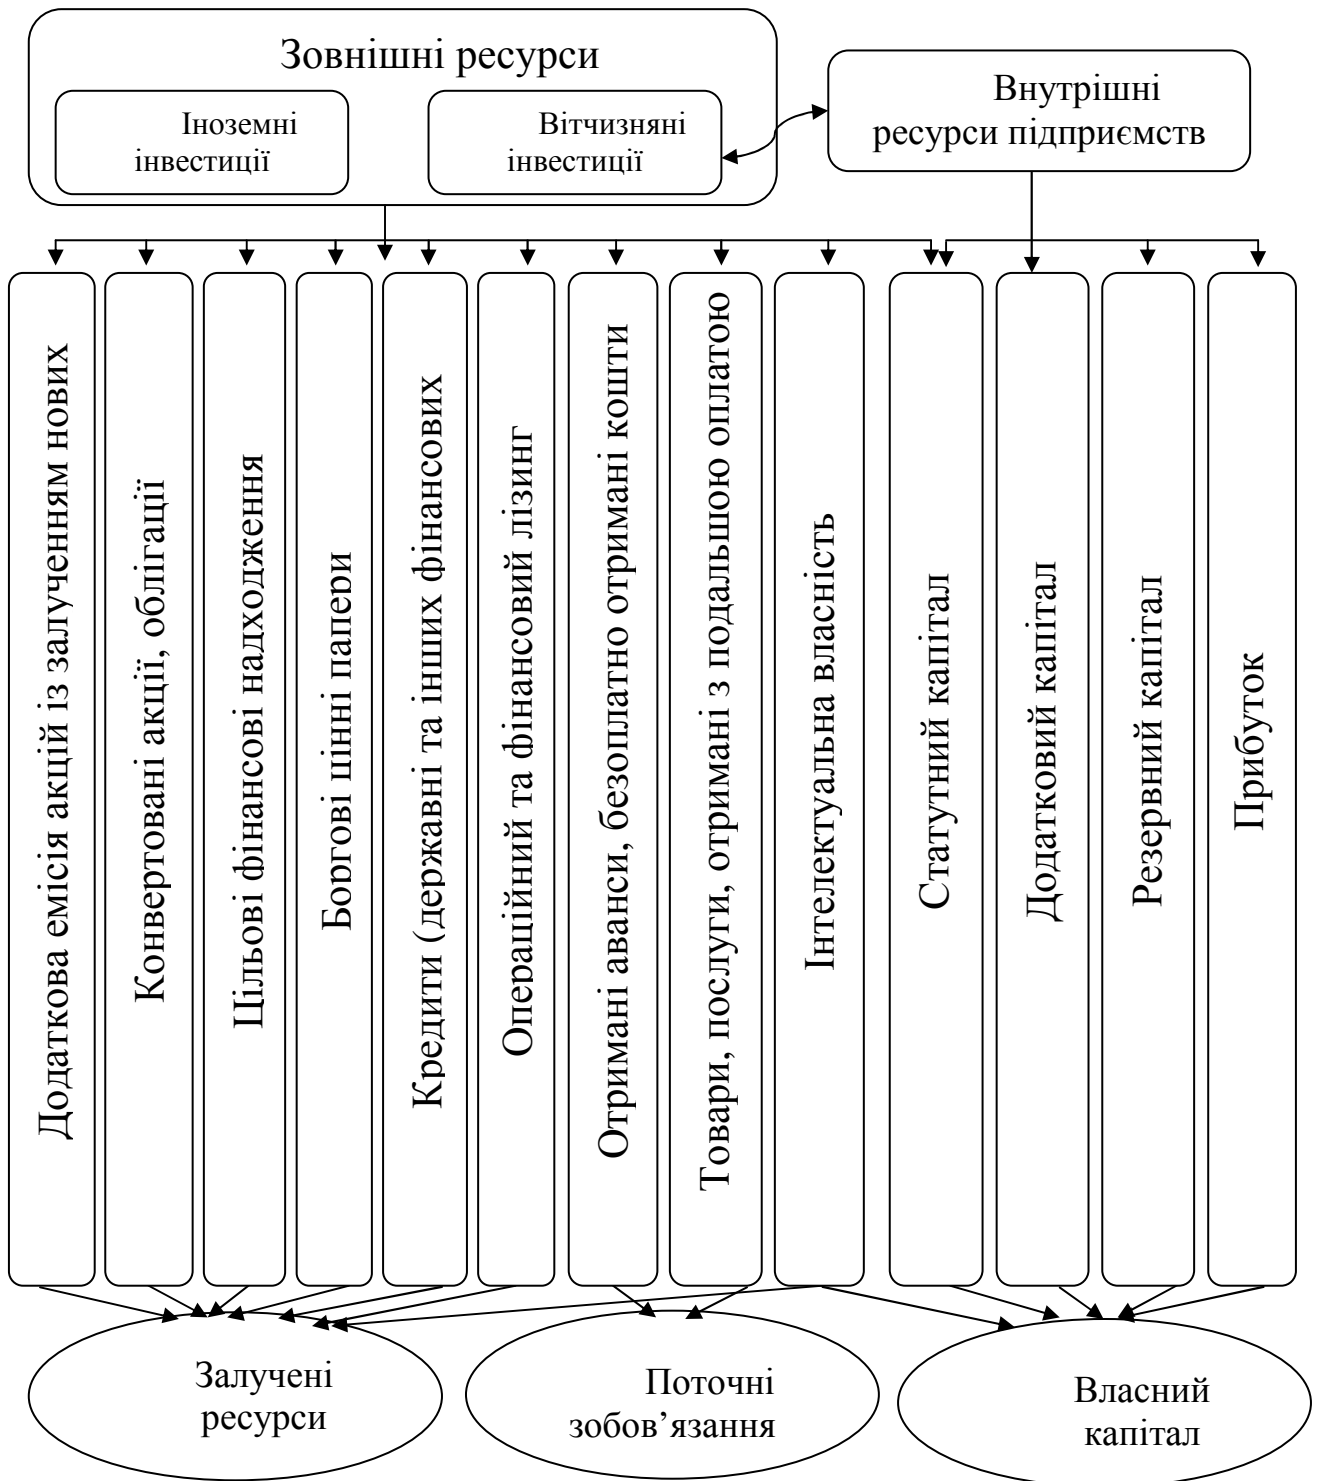 Зовнішні ресурси
Іноземні
інвестиції
Вітчизняні
інвестиції
Внутрішні
ресурси підприємств
Додаткова емісія акцій із залученням нових
Конвертовані акції, облігації
Цільові фінансові надходження
Боргові цінні папери
Кредити (державні та інших фінансових
Операційний та фінансовий лізинг
Отримані аванси, безоплатно отримані кошти
Товари, послуги, отримані з подальшою оплатою
Інтелектуальна власність
Статутний капітал
Додатковий капітал
Резервний капітал
Прибуток
Залучені
ресурси
Поточні
зобов’язання
Власний
капітал